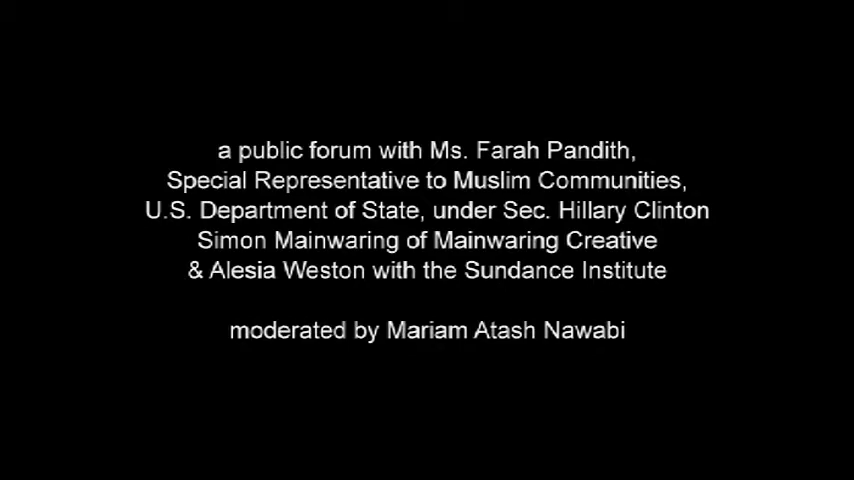 a public forum with Ms. Farah Pandith,
Special Representative to Muslim Communities,
U.S. Department of State, under Sec. Hillary Clinton
Simon Mainwaring of Mainwaring Creative
& Alesia Weston with the Sundance Institute
moderated by Mariam Atash Nawabi